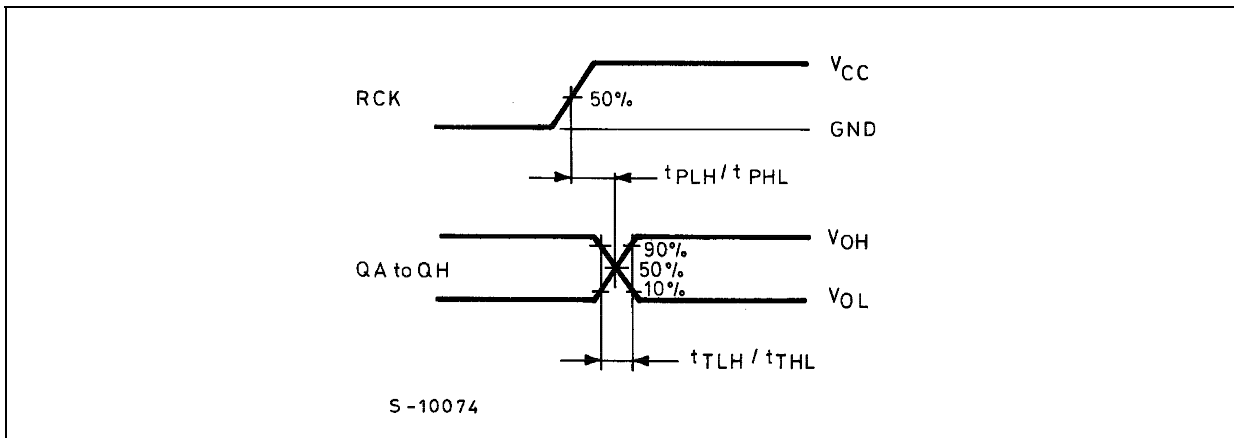 VCC
RCK
50%
GND
tPLH / tPHL
VOH
90%
QA to QH
50%
10%
VOL
tTLH / tTHL
S-10074